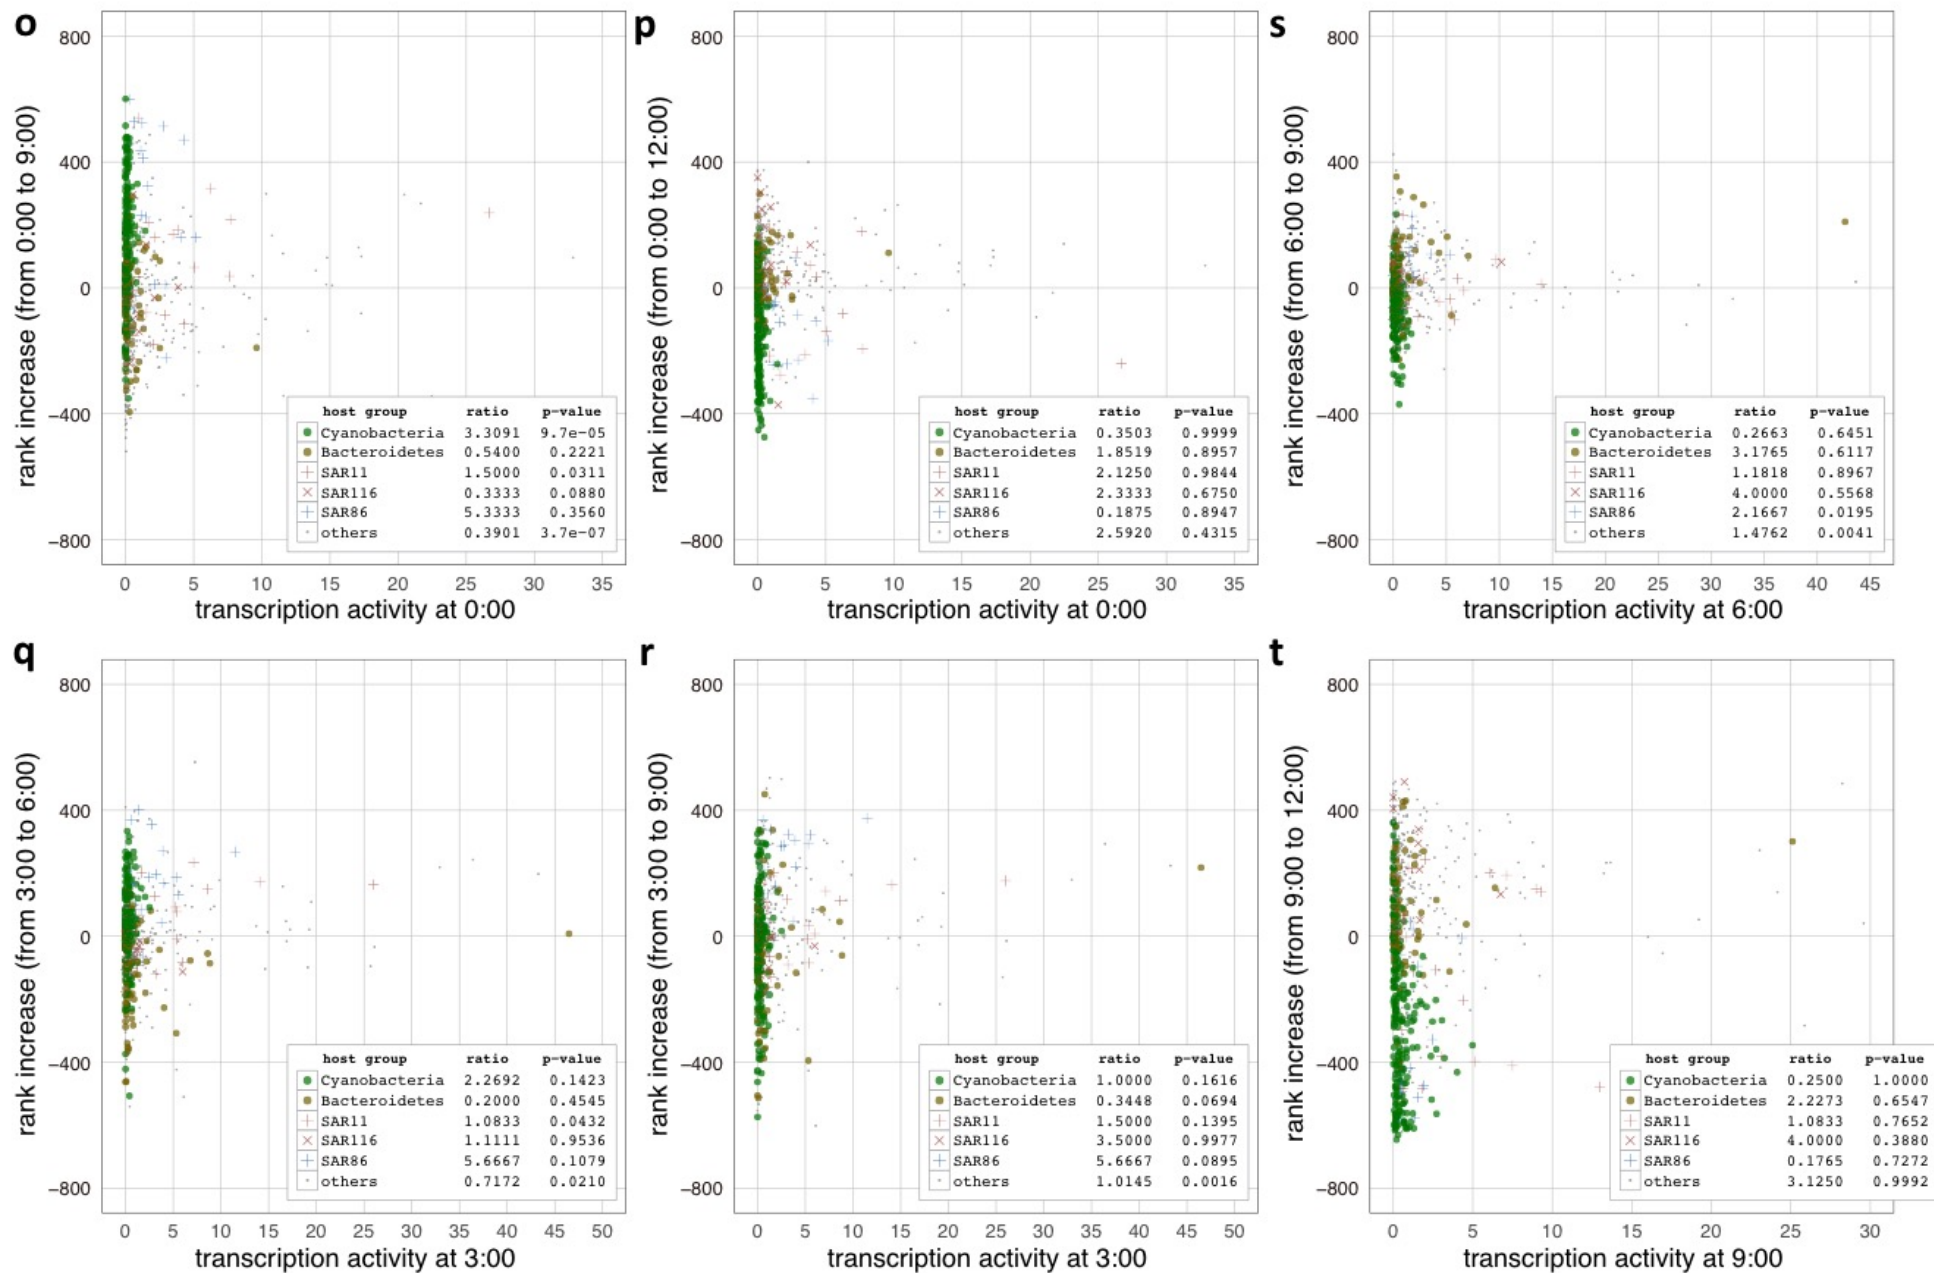 o
rank increase (from 0:00 to 9:00)
800
400
0
−400
−800
host group ratio p-value
Cyanobacteria 3.3091 9.7e-05
Bacteroidetes 0.5400 0.2221
SAR11 1.5000 0.0311
SAR116 0.3333 0.0880
SAR86 5.3333 0.3560
others 0.3901 3.7e-07
0 5 10 15 20 25 30 35
transcription activity at 0:00
p
rank increase (from 0:00 to 12:00)
800
400
0
−400
−800
host group ratio p-value
Cyanobacteria 0.3503 0.9999
Bacteroidetes 1.8519 0.8957
SAR11 2.1250 0.9844
SAR116 2.3333 0.6750
SAR86 0.1875 0.8947
others 2.5920 0.4315
0 5 10 15 20 25 30 35
transcription activity at 0:00
s
rank increase (from 6:00 to 9:00)
800
400
0
−400
−800
host group ratio p-value
Cyanobacteria 0.2663 0.6451
Bacteroidetes 3.1765 0.6117
SAR11 1.1818 0.8967
SAR116 4.0000 0.5568
SAR86 2.1667 0.0195
others 1.4762 0.0041
0 5 10 15 20 25 30 35 40 45
transcription activity at 6:00
q
rank increase (from 3:00 to 6:00)
800
400
0
−400
−800
host group ratio p-value
Cyanobacteria 2.2692 0.1423
Bacteroidetes 0.2000 0.4545
SAR11 1.0833 0.0432
SAR116 1.1111 0.9536
SAR86 5.6667 0.1079
others 0.7172 0.0210
0 5 10 15 20 25 30 35 40 45 50
transcription activity at 3:00
r
rank increase (from 3:00 to 9:00)
800
400
0
−400
−800
host group ratio p-value
Cyanobacteria 1.0000 0.1616
Bacteroidetes 0.3448 0.0694
SAR11 1.5000 0.1395
SAR116 3.5000 0.9977
SAR86 5.6667 0.0895
others 1.0145 0.0016
0 5 10 15 20 25 30 35 40 45 50
transcription activity at 3:00
t
rank increase (from 9:00 to 12:00)
800
400
0
−400
−800
host group ratio p-value
Cyanobacteria 0.2500 1.0000
Bacteroidetes 2.2273 0.6547
SAR11 1.0833 0.7652
SAR116 4.0000 0.3880
SAR86 0.1765 0.7272
others 3.1250 0.9992
0 5 10 15 20 25 30
transcription activity at 9:00